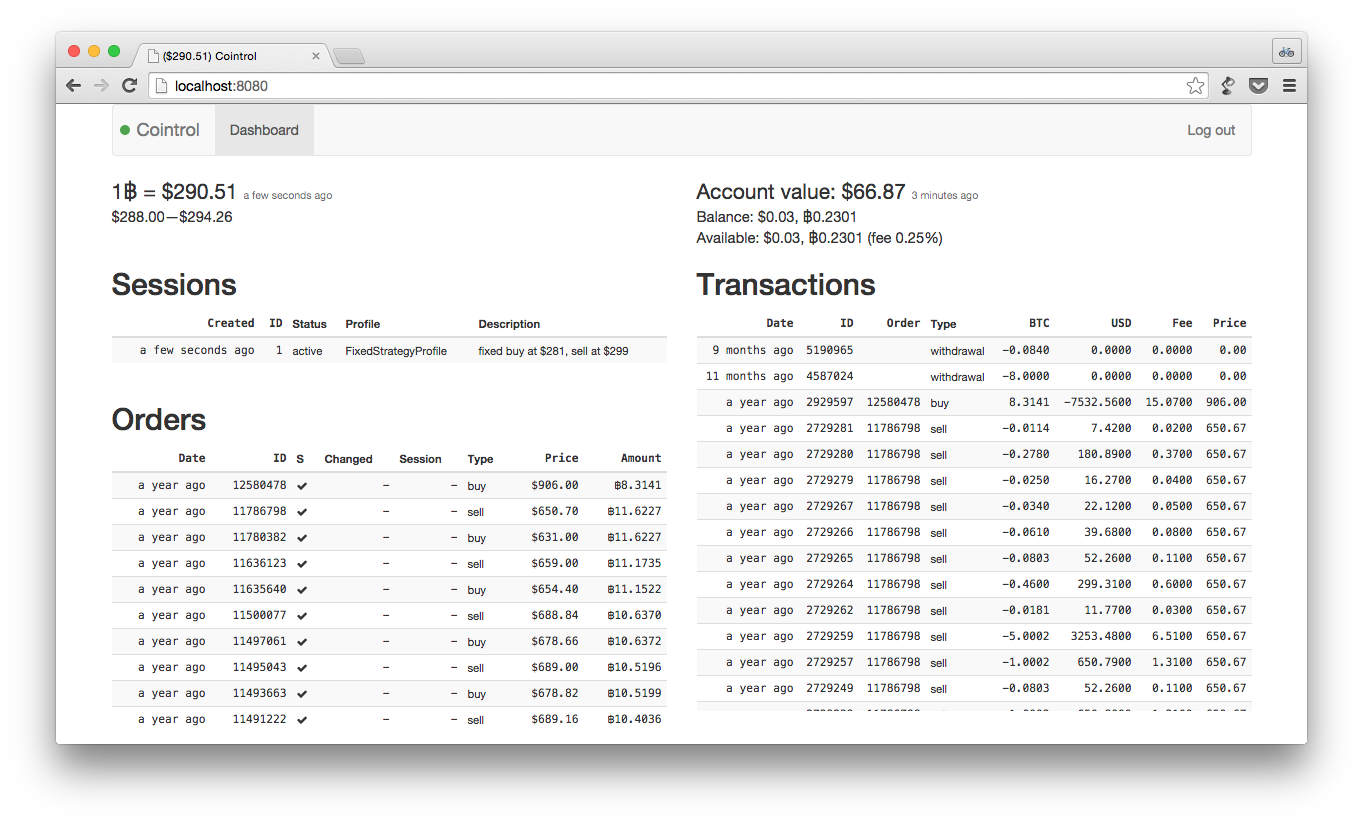 ($290.51) Cointrol
localhost:8080
Cointrol Dashboard Log out
1฿ = $290.51 a few seconds ago
$288.00—$294.26
Account value: $66.87 3 minutes ago
Balance: $0.03, ฿0.2301
Available: $0.03, ฿0.2301 (fee 0.25%)
Sessions
Created ID Status Profile Description
a few seconds ago 1 active FixedStrategyProfile fixed buy at $281, sell at $299
Orders
Date ID S Changed Session Type Price Amount
a year ago 12580478 ✔ – – buy $906.00 ฿8.3141
a year ago 11786798 ✔ – – sell $650.70 ฿11.6227
a year ago 11780382 ✔ – – buy $631.00 ฿11.6227
a year ago 11636123 ✔ – – sell $659.00 ฿11.1735
a year ago 11635640 ✔ – – buy $654.40 ฿11.1522
a year ago 11500077 ✔ – – sell $688.84 ฿10.6370
a year ago 11497061 ✔ – – buy $678.66 ฿10.6372
a year ago 11495043 ✔ – – sell $689.00 ฿10.5196
a year ago 11493663 ✔ – – buy $678.82 ฿10.5199
a year ago 11491222 ✔ – – sell $689.16 ฿10.4036
Transactions
Date ID Order Type BTC USD Fee Price
9 months ago 5190965 withdrawal −0.0840 0.0000 0.0000 0.00
11 months ago 4587024 withdrawal −8.0000 0.0000 0.0000 0.00
a year ago 2929597 12580478 buy 8.3141 −7532.5600 15.0700 906.00
a year ago 2729281 11786798 sell −0.0114 7.4200 0.0200 650.67
a year ago 2729280 11786798 sell −0.2780 180.8900 0.3700 650.67
a year ago 2729279 11786798 sell −0.0250 16.2700 0.0400 650.67
a year ago 2729267 11786798 sell −0.0340 22.1200 0.0500 650.67
a year ago 2729266 11786798 sell −0.0610 39.6800 0.0800 650.67
a year ago 2729265 11786798 sell −0.0803 52.2600 0.1100 650.67
a year ago 2729264 11786798 sell −0.4600 299.3100 0.6000 650.67
a year ago 2729262 11786798 sell −0.0181 11.7700 0.0300 650.67
a year ago 2729259 11786798 sell −5.0002 3253.4800 6.5100 650.67
a year ago 2729257 11786798 sell −1.0002 650.7900 1.3100 650.67
a year ago 2729249 11786798 sell −0.0803 52.2600 0.1100 650.67